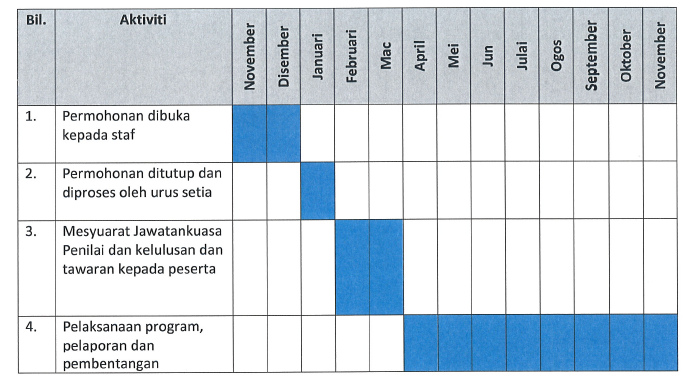 Bil. Aktiviti November Disember Januari Februari Mac April Mei Jun Julai Ogos September Oktober November
1. Permohonan dibuka
kepada staf
2. Permohonan ditutup dan
diproses oleh urus setia
3. Mesyuarat Jawatankuasa
Penilai dan kelulusan dan
tawaran kepada peserta
4. Pelaksanaan program,
pelaporan dan
pembentangan